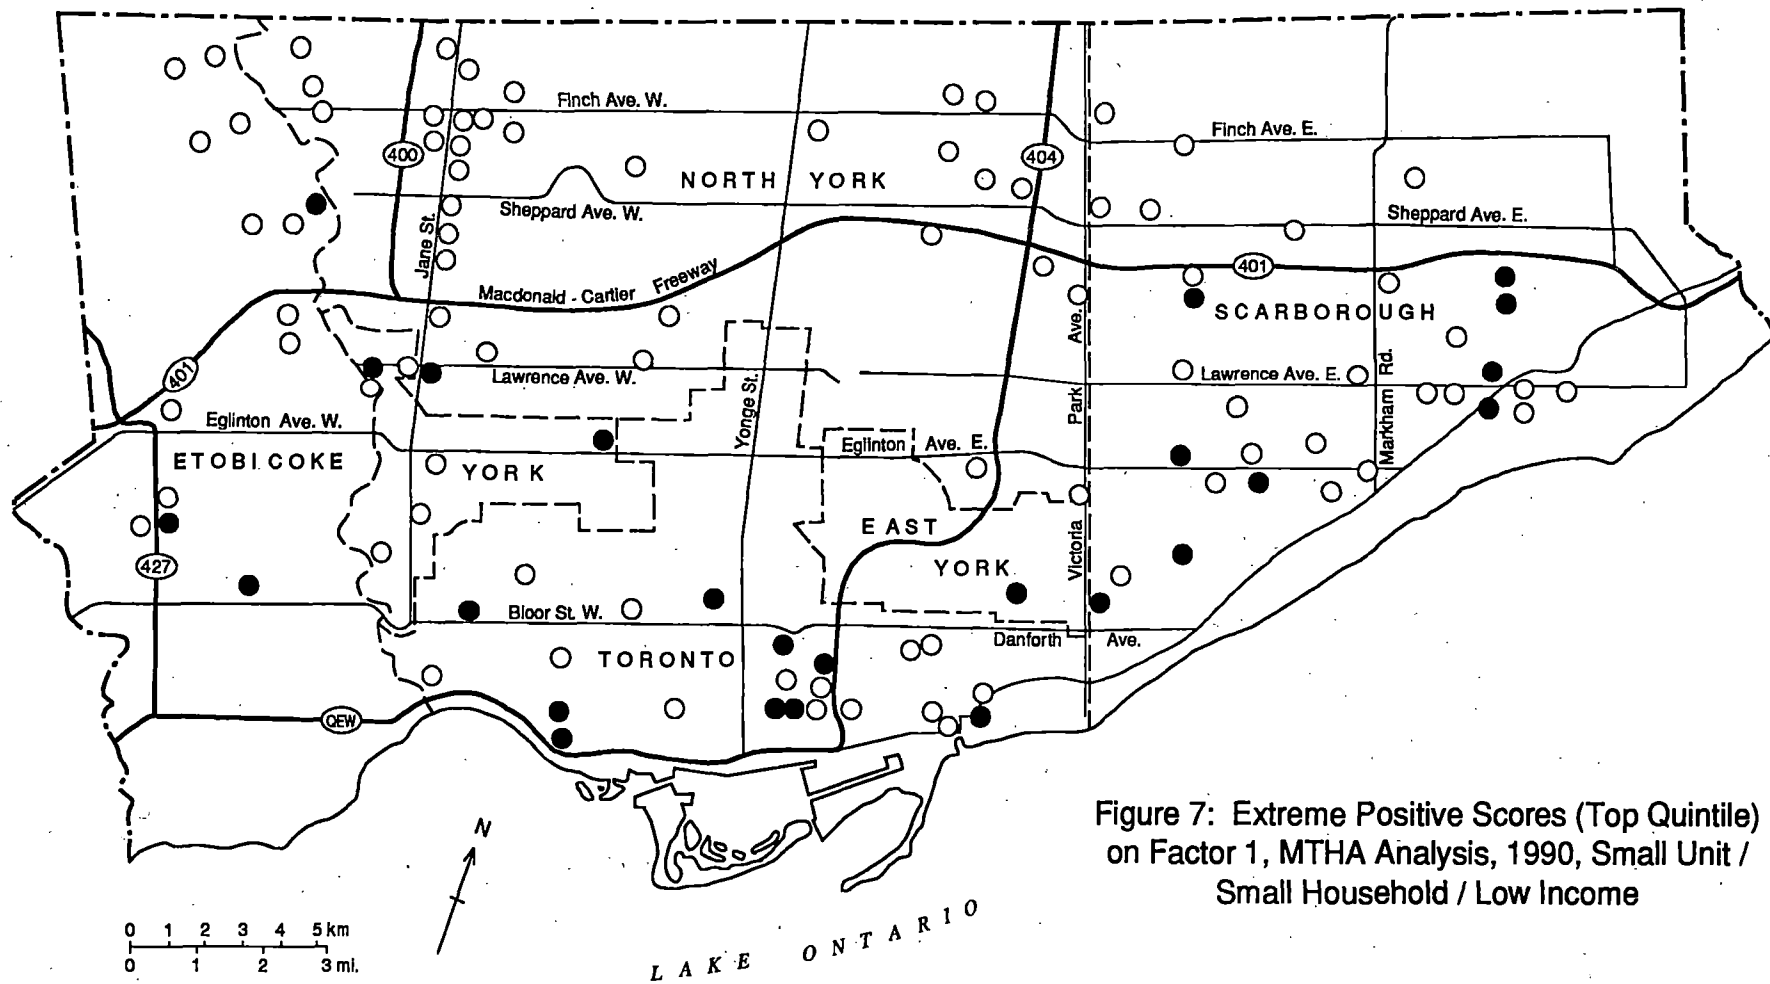 Finch Ave. W.
Finch Ave. E.
400
404
NORTH YORK
Sheppard Ave. W.
Sheppard Ave. E.
Jane St.
Macdonald - Cartier Freeway
401
SCARBOROUGH
Ave.
401
Lawrence Ave. W.
Lawrence Ave. E.
Yonge St.
Park
Markham Rd.
Eglinton Ave. W.
Eglinton Ave. E.
ETOBICOKE
YORK
EAST
YORK
Victoria
427
Bloor St. W.
Danforth Ave.
TORONTO
QEW
Figure 7: Extreme Positive Scores (Top Quintile)
on Factor 1, MTHA Analysis, 1990, Small Unit /
Small Household / Low Income
N
0 1 2 3 4 5 km
0 1 2 3 mi.
LAKE ONTARIO